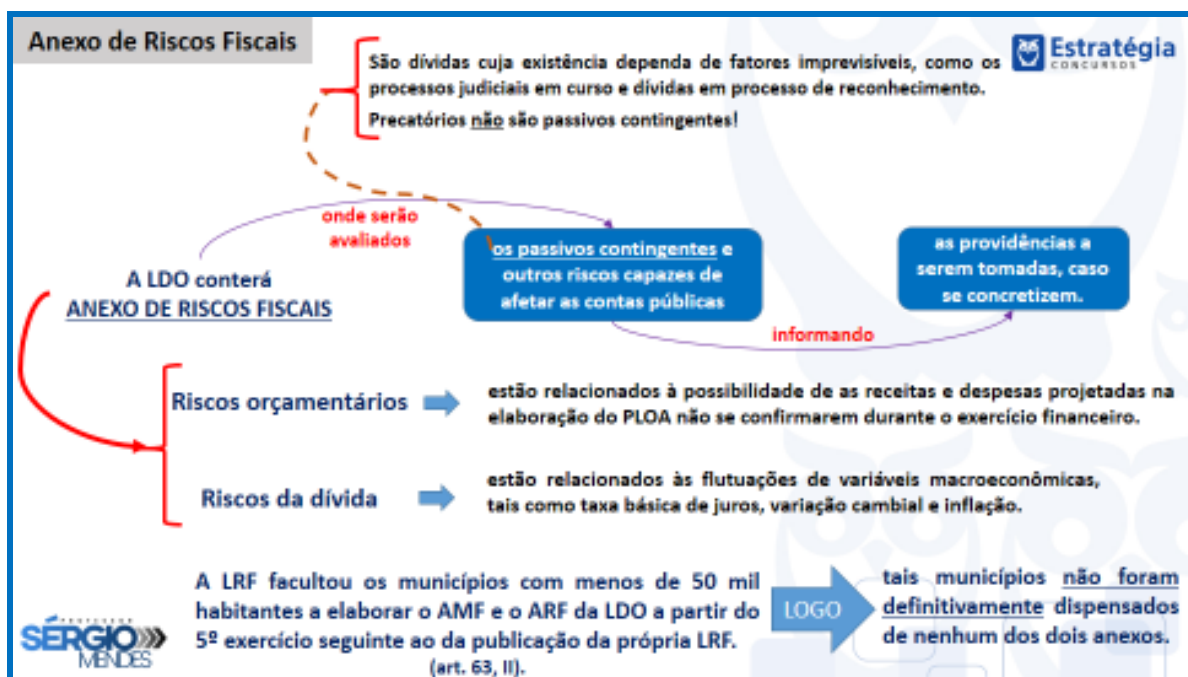 Anexo de Riscos Fiscais
Estratégia
CONCURSOS
São dívidas cuja existência dependa de fatores imprevisíveis, como os
processos judiciais em curso e dívidas em processo de reconhecimento.
Precatórios não são passivos contingentes!
onde serão
avaliados
os passivos contingentes e
outros riscos capazes de
afetar as contas públicas
as providências a
serem tomadas, caso
se concretizem.
A LDO conterá
ANEXO DE RISCOS FISCAIS
informando
Riscos orçamentários
estão relacionados à possibilidade de as receitas e despesas projetadas na
elaboração do PLOA não se confirmarem durante o exercício financeiro.
Riscos da dívida
estão relacionados às flutuações de variáveis macroeconômicas,
tais como taxa básica de juros, variação cambial e inflação.
A LRF facultou os municípios com menos de 50 mil
habitantes a elaborar o AMF e o ARF da LDO a partir do
5º exercício seguinte ao da publicação da própria LRF.
(art. 63, II).
LOGO
tais municípios não foram
definitivamente dispensados
de nenhum dos dois anexos.
PROFESSOR
SÉRGIO
MENDES